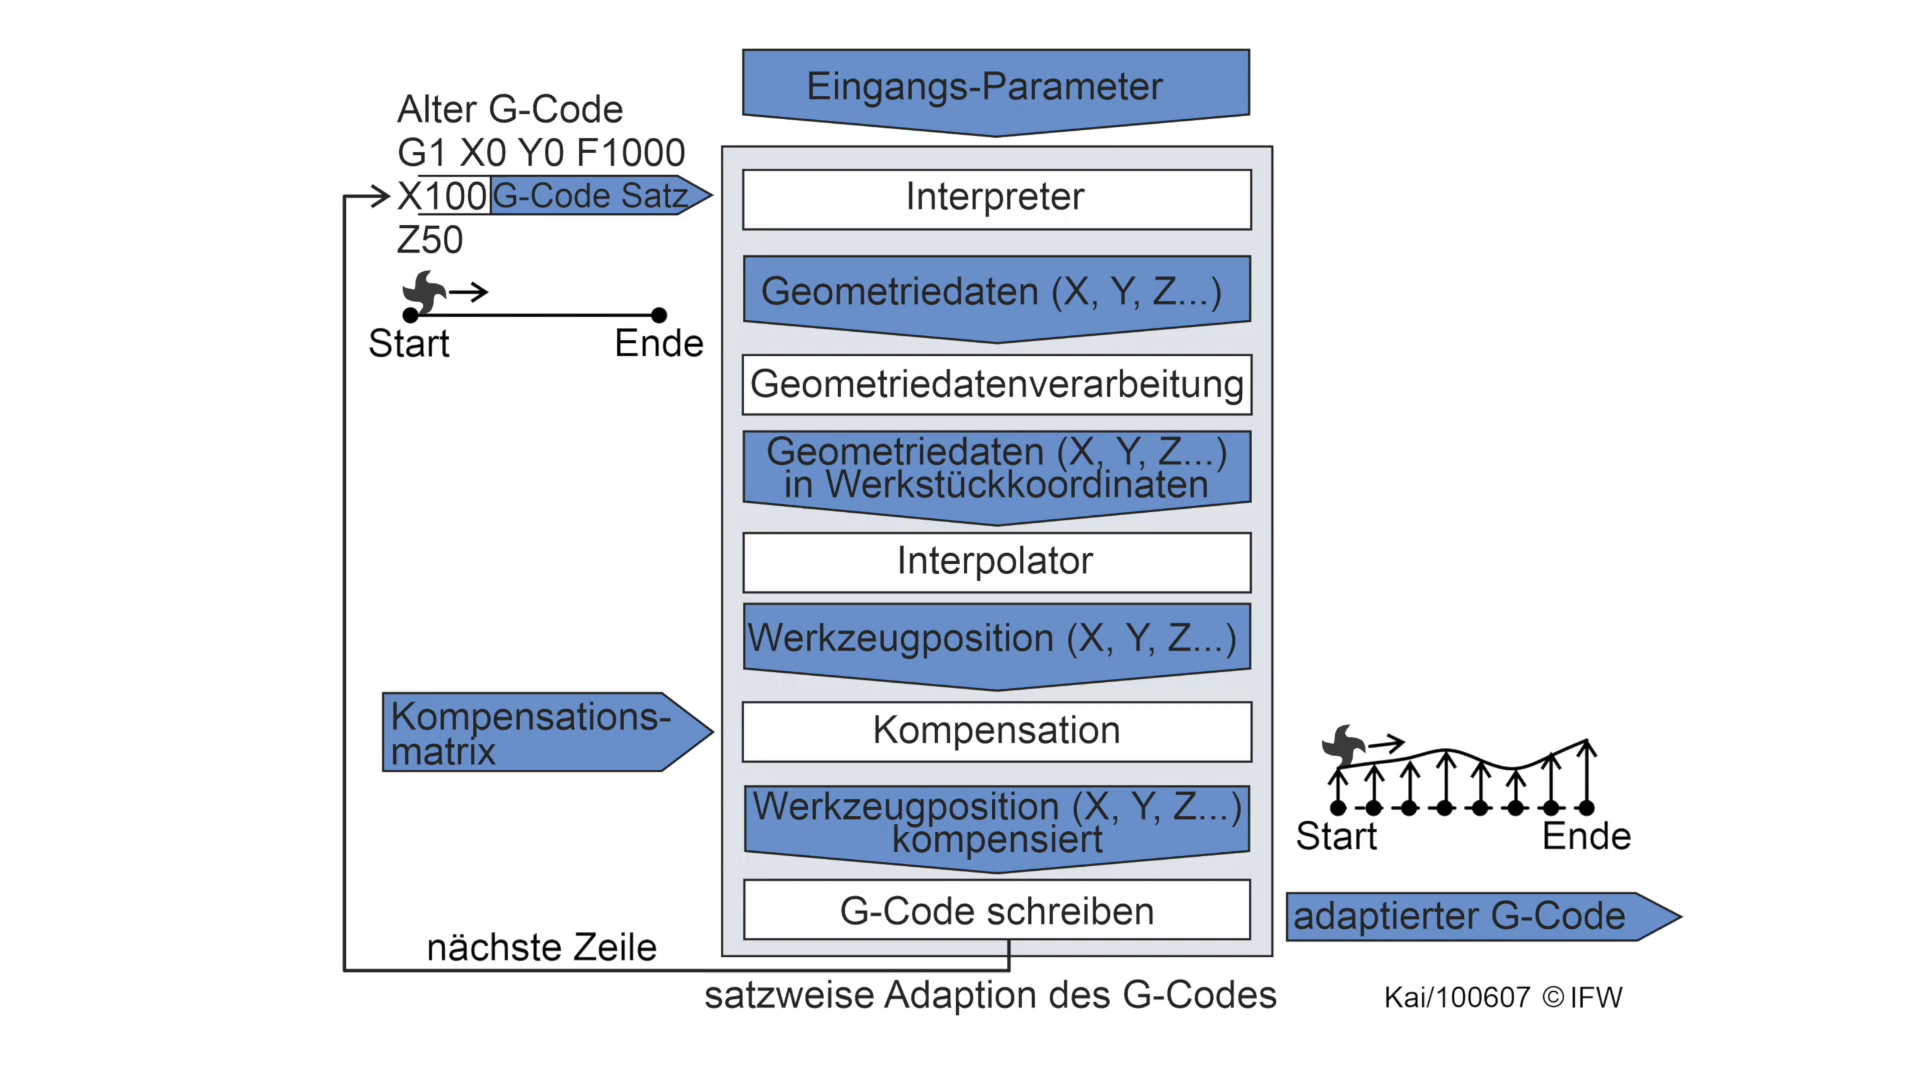 Eingangs-Parameter
Alter G-Code
G1 X0 Y0 F1000
X100 G-Code Satz
Z50
Start Ende
Interpreter
Geometriedaten (X, Y, Z...)
Geometriedatenverarbeitung
Geometriedaten (X, Y, Z...)
in Werkstückkoordinaten
Interpolator
Werkzeugposition (X, Y, Z...)
Kompensations-
matrix
Kompensation
Werkzeugposition (X, Y, Z...)
kompensiert
Start Ende
G-Code schreiben
adaptierter G-Code
nächste Zeile
satzweise Adaption des G-Codes
Kai/100607 © IFW